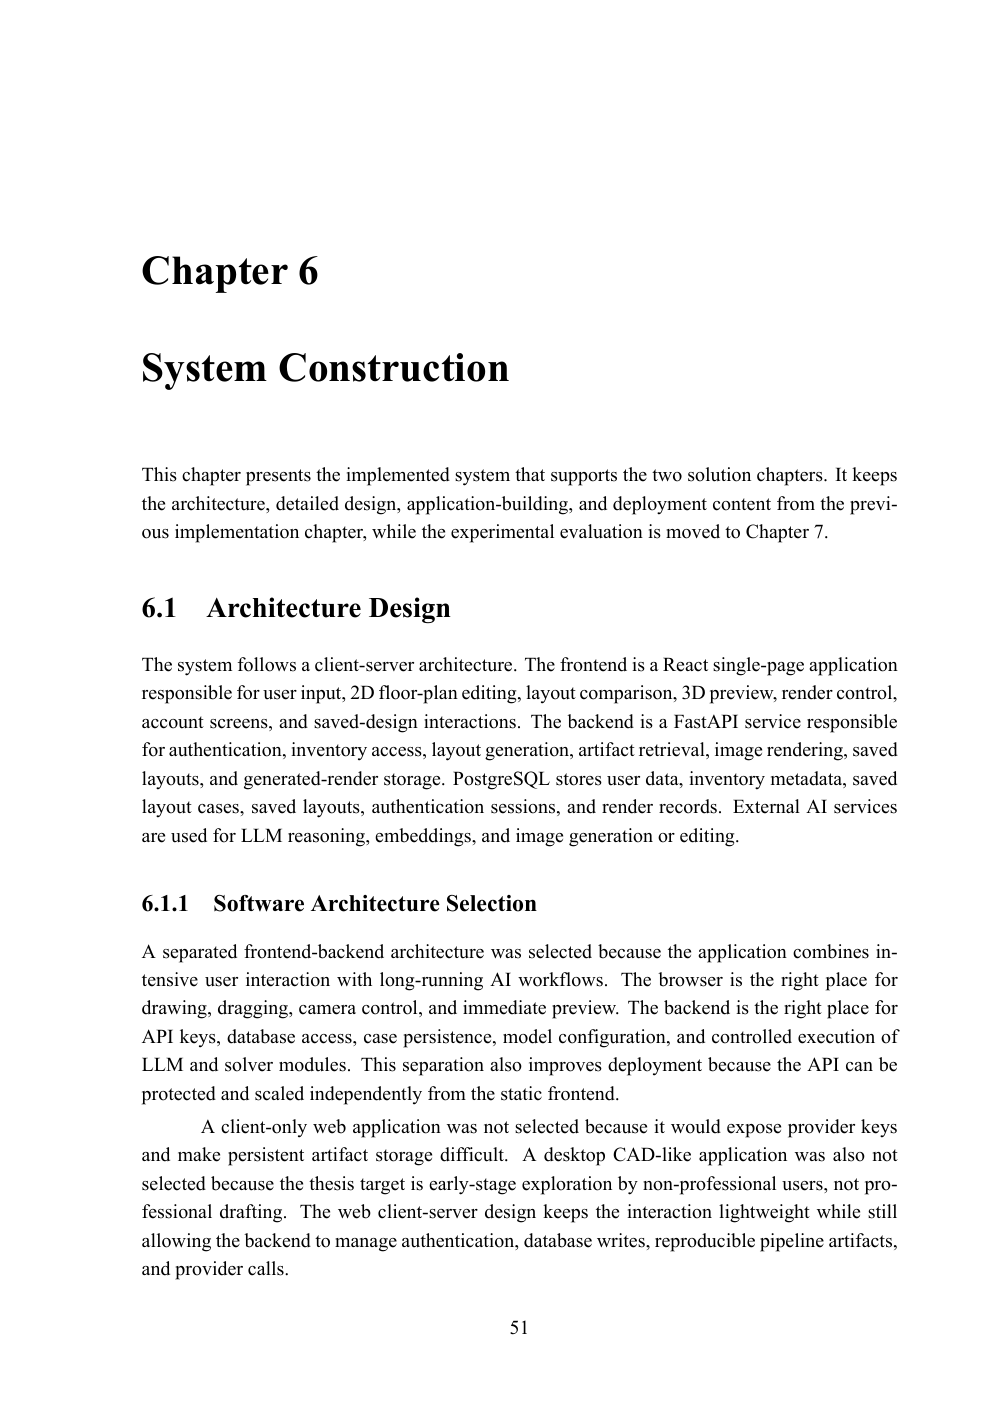 Chapter 6
System Construction
This chapter presents the implemented system that supports the two solution chapters. It keeps
the architecture, detailed design, application-building, and deployment content from the previ-
ous implementation chapter, while the experimental evaluation is moved to Chapter 7.
6.1 Architecture Design
The system follows a client-server architecture. The frontend is a React single-page application
responsible for user input, 2D floor-plan editing, layout comparison, 3D preview, render control,
account screens, and saved-design interactions. The backend is a FastAPI service responsible
for authentication, inventory access, layout generation, artifact retrieval, image rendering, saved
layouts, and generated-render storage. PostgreSQL stores user data, inventory metadata, saved
layout cases, saved layouts, authentication sessions, and render records. External AI services
are used for LLM reasoning, embeddings, and image generation or editing.
6.1.1 Software Architecture Selection
A separated frontend-backend architecture was selected because the application combines in-
tensive user interaction with long-running AI workflows. The browser is the right place for
drawing, dragging, camera control, and immediate preview. The backend is the right place for
API keys, database access, case persistence, model configuration, and controlled execution of
LLM and solver modules. This separation also improves deployment because the API can be
protected and scaled independently from the static frontend.
A client-only web application was not selected because it would expose provider keys
and make persistent artifact storage difficult. A desktop CAD-like application was also not
selected because the thesis target is early-stage exploration by non-professional users, not pro-
fessional drafting. The web client-server design keeps the interaction lightweight while still
allowing the backend to manage authentication, database writes, reproducible pipeline artifacts,
and provider calls.
51